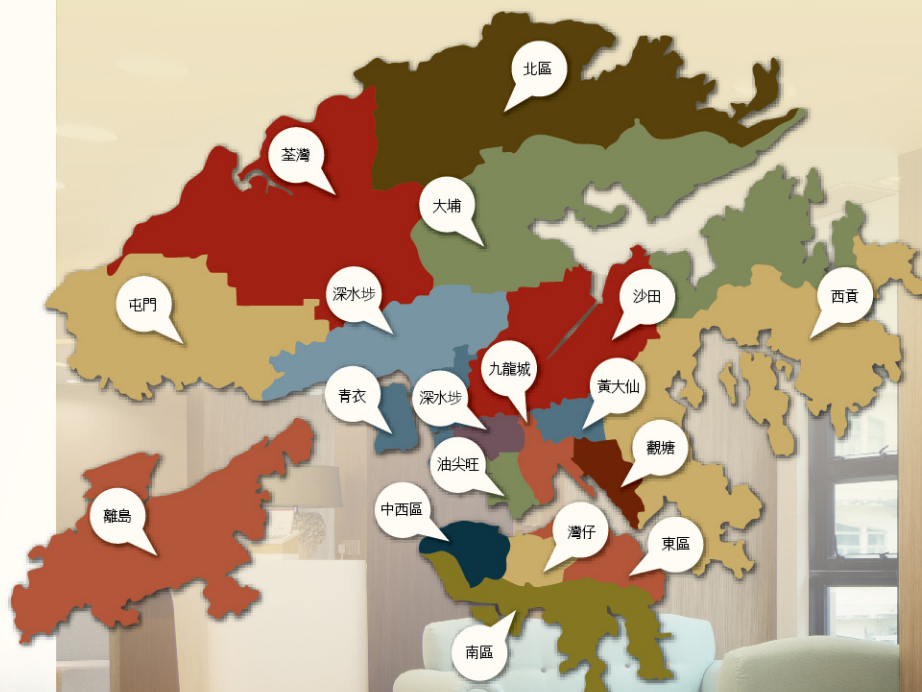 北區
荃灣
大埔
屯門
深水埗
沙田
西貢
九龍城
青衣
深水埗
黃大仙
油尖旺
觀塘
中西區
離島
灣仔
東區
南區